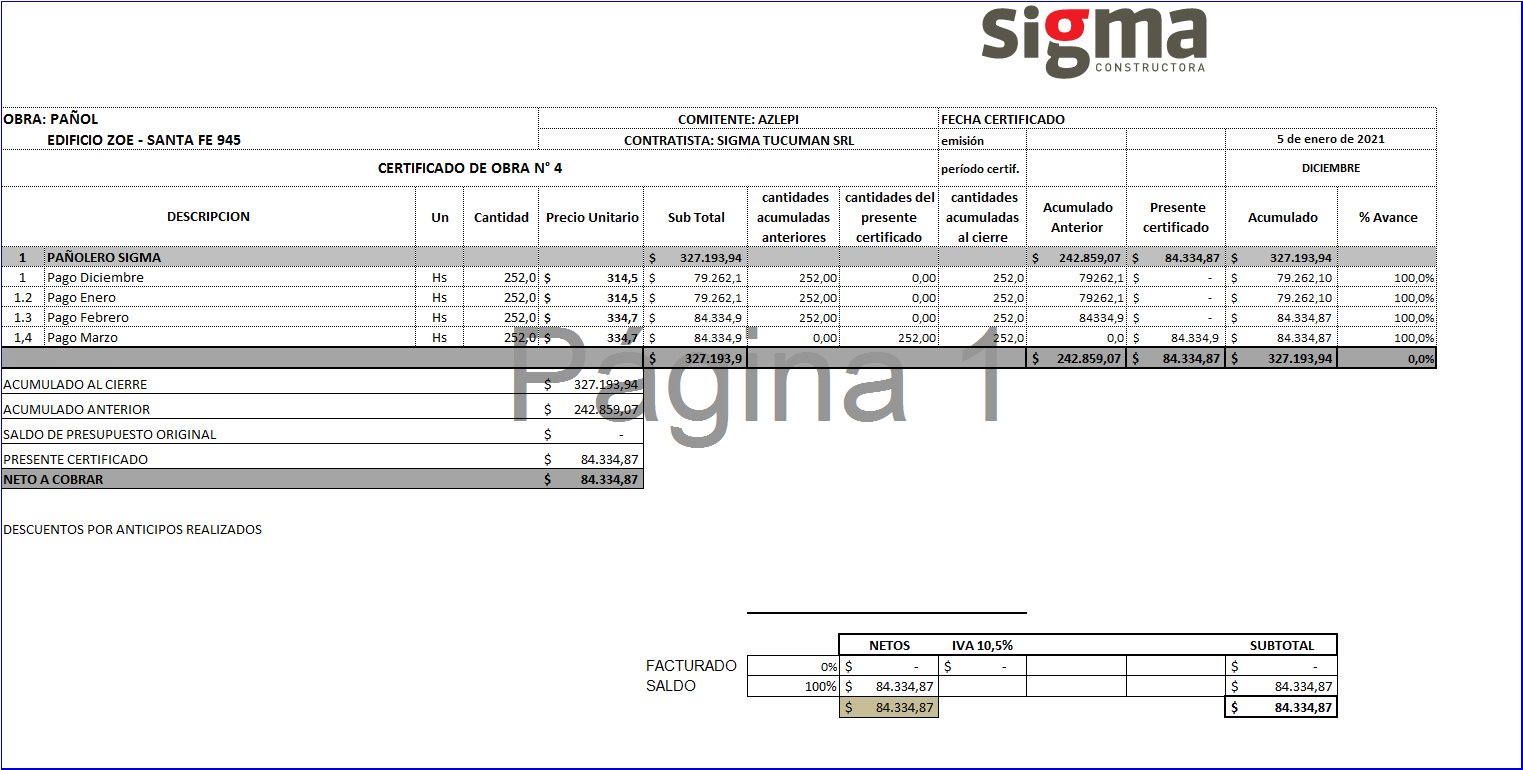 sigma
CONSTRUCTORA
OBRA: PAÑOL
COMITENTE: AZLEPI
FECHA CERTIFICADO
EDIFICIO ZOE - SANTA FE 945
CONTRATISTA: SIGMA TUCUMAN SRL
emisión
5 de enero de 2021
CERTIFICADO DE OBRA N° 4
período certif.
DICIEMBRE
DESCRIPCION Un Cantidad Precio Unitario Sub Total cantidades acumuladas anteriores cantidades del presente certificado cantidades acumuladas al cierre Acumulado Anterior Presente certificado Acumulado % Avance
1 PAÑOLERO SIGMA $ 327.193,94 $ 242.859,07 $ 84.334,87 $ 327.193,94
1 Pago Diciembre Hs 252,0 $ 314,5 $ 79.262,1 252,00 0,00 252,0 79262,1 $ - $ 79.262,10 100,0%
1.2 Pago Enero Hs 252,0 $ 314,5 $ 79.262,1 252,00 0,00 252,0 79262,1 $ - $ 79.262,10 100,0%
1.3 Pago Febrero Hs 252,0 $ 334,7 $ 84.334,9 252,00 0,00 252,0 84334,9 $ - $ 84.334,87 100,0%
1,4 Pago Marzo Hs 252,0 $ 334,7 $ 84.334,9 0,00 252,00 252,0 0,0 $ 84.334,9 $ 84.334,87 100,0%
$ 327.193,9 $ 242.859,07 $ 84.334,87 $ 327.193,94 0,0%
Página 1
ACUMULADO AL CIERRE $ 327.193,94
ACUMULADO ANTERIOR $ 242.859,07
SALDO DE PRESUPUESTO ORIGINAL $ -
PRESENTE CERTIFICADO $ 84.334,87
NETO A COBRAR $ 84.334,87
DESCUENTOS POR ANTICIPOS REALIZADOS
NETOS IVA 10,5% SUBTOTAL
FACTURADO 0% $ - $ - $ -
SALDO 100% $ 84.334,87 $ 84.334,87
$ 84.334,87 $ 84.334,87